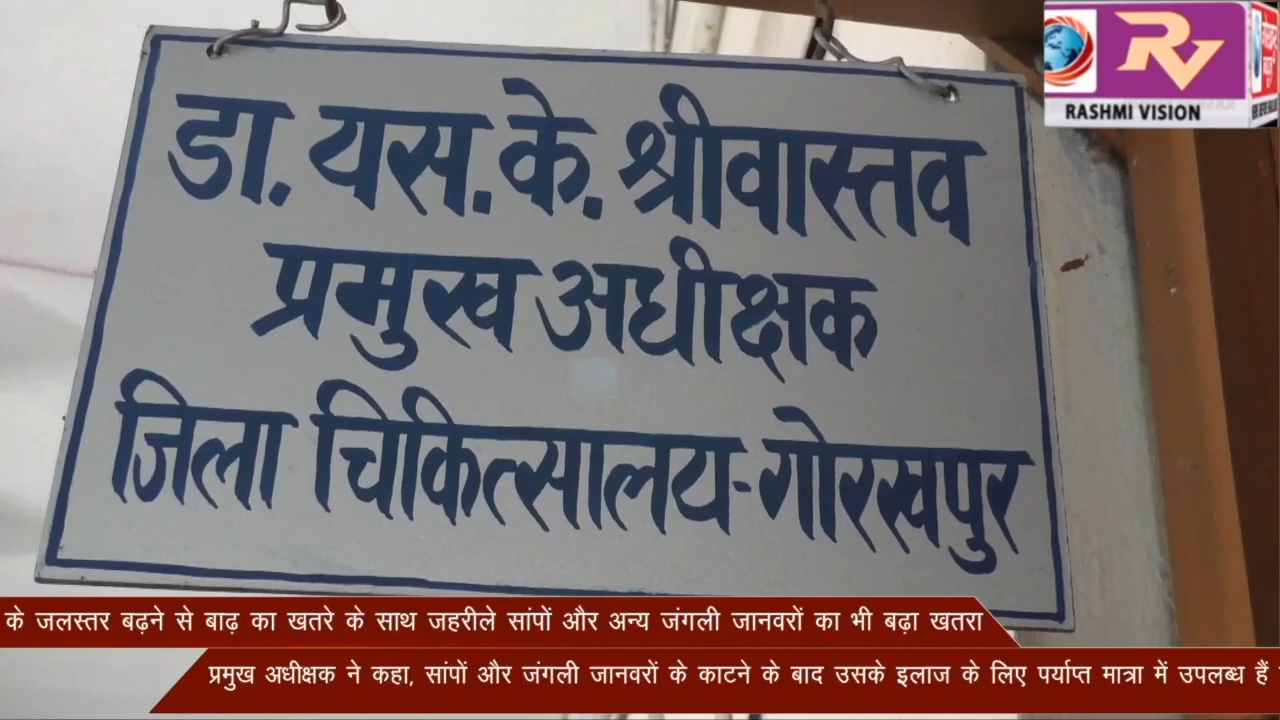 डा. यस. के. श्रीवास्तव
प्रमुख अधीक्षक
जिला चिकित्सालय-गोरखपुर
RV
RASHMI VISION
के जलस्तर बढ़ने से बाढ़ का खतरे के साथ जहरीले सांपों और अन्य जंगली जानवरों का भी बढ़ा खतरा
प्रमुख अधीक्षक ने कहा, सांपों और जंगली जानवरों के काटने के बाद उसके इलाज के लिए पर्याप्त मात्रा में उपलब्ध हैं